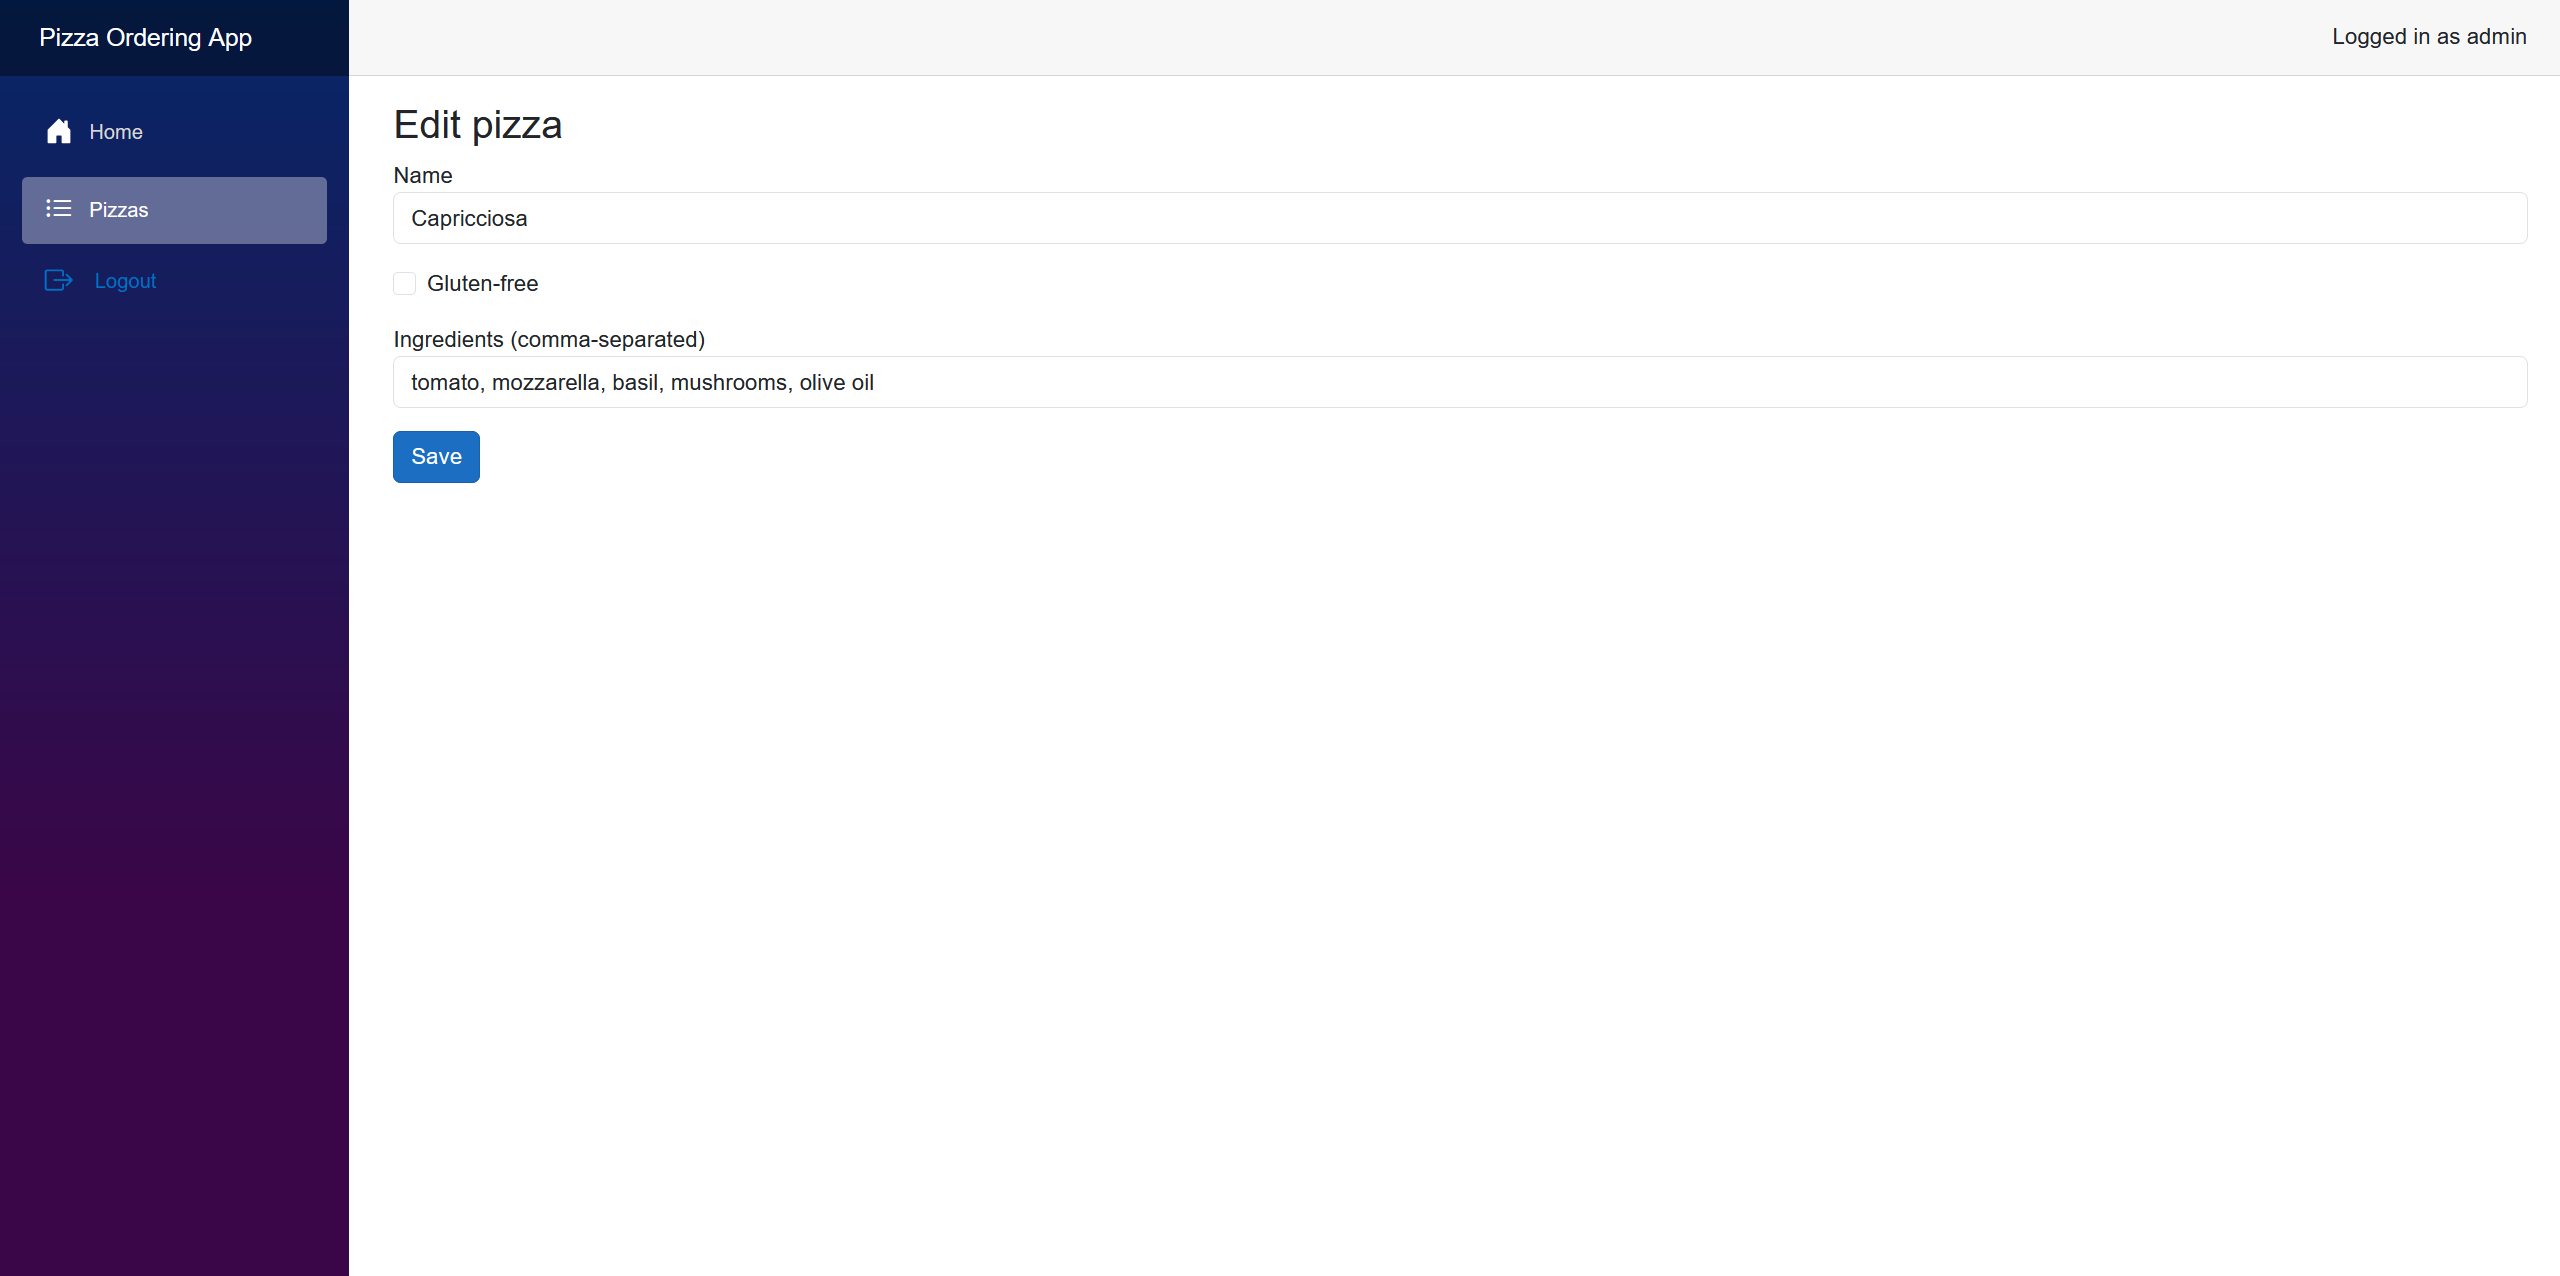 Pizza Ordering App
Logged in as admin
Home
Pizzas
Logout
Edit pizza
Name
Capricciosa
Gluten-free
Ingredients (comma-separated)
tomato, mozzarella, basil, mushrooms, olive oil
Save